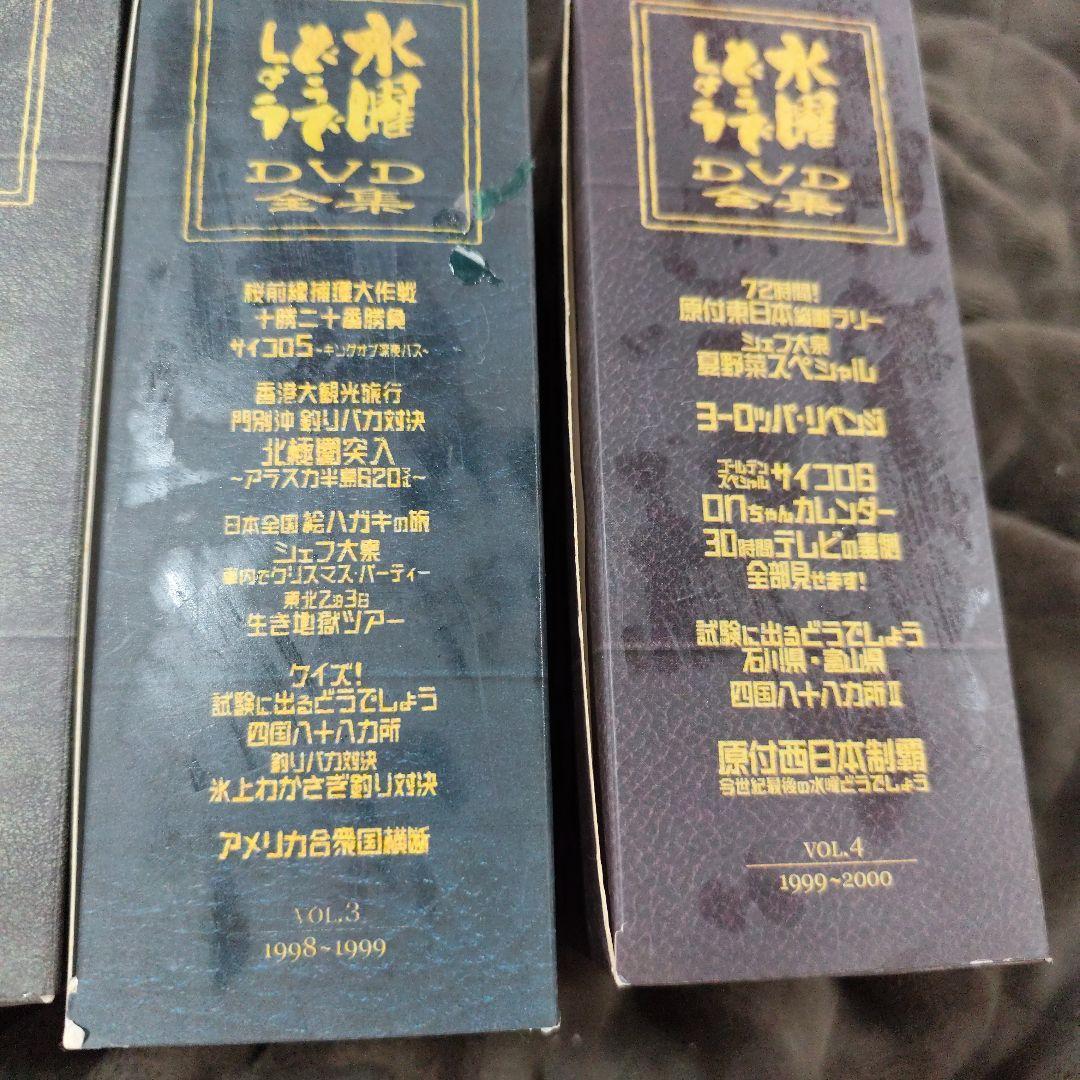 水曜
どうで
しょう
DVD
全集
桜前線捕獲大作戦
十勝二十番勝負
サイコロ5~キングオブ深夜バス~
香港大観光旅行
門別沖 釣りバカ対決
北極圏突入
~アラスカ半島620マイル~
日本全国 絵ハガキの旅
シェフ大泉
車内でクリスマス・パーティー
東北2泊3日
生き地獄ツアー
クイズ!
試験に出るどうでしょう
四国八十八カ所
釣りバカ対決
氷上わかさぎ釣り対決
アメリカ合衆国横断
VOL.3
1998~1999
水曜
どうで
しょう
DVD
全集
72時間!
原付東日本縦断ラリー
シェフ大泉
夏野菜スペシャル
ヨーロッパ・リベンジ
ゴールデン
スペシャル サイコロ6
onちゃんカレンダー
30時間テレビの裏側
全部見せます!
試験に出るどうでしょう
石川県・富山県
四国八十八カ所II
原付西日本制覇
今世紀最後の水曜どうでしょう
VOL.4
1999~2000